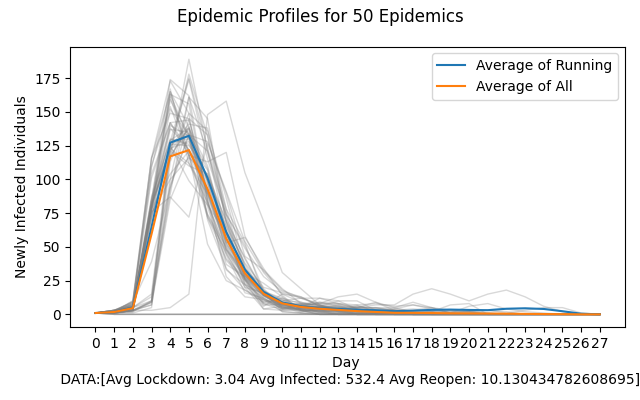 Epidemic Profiles for 50 Epidemics
Average of Running
Average of All
Newly Infected Individuals
175
150
125
100
75
50
25
0
0 1 2 3 4 5 6 7 8 9 10 11 12 13 14 15 16 17 18 19 20 21 22 23 24 25 26 27
Day
DATA:[Avg Lockdown: 3.04 Avg Infected: 532.4 Avg Reopen: 10.130434782608695]